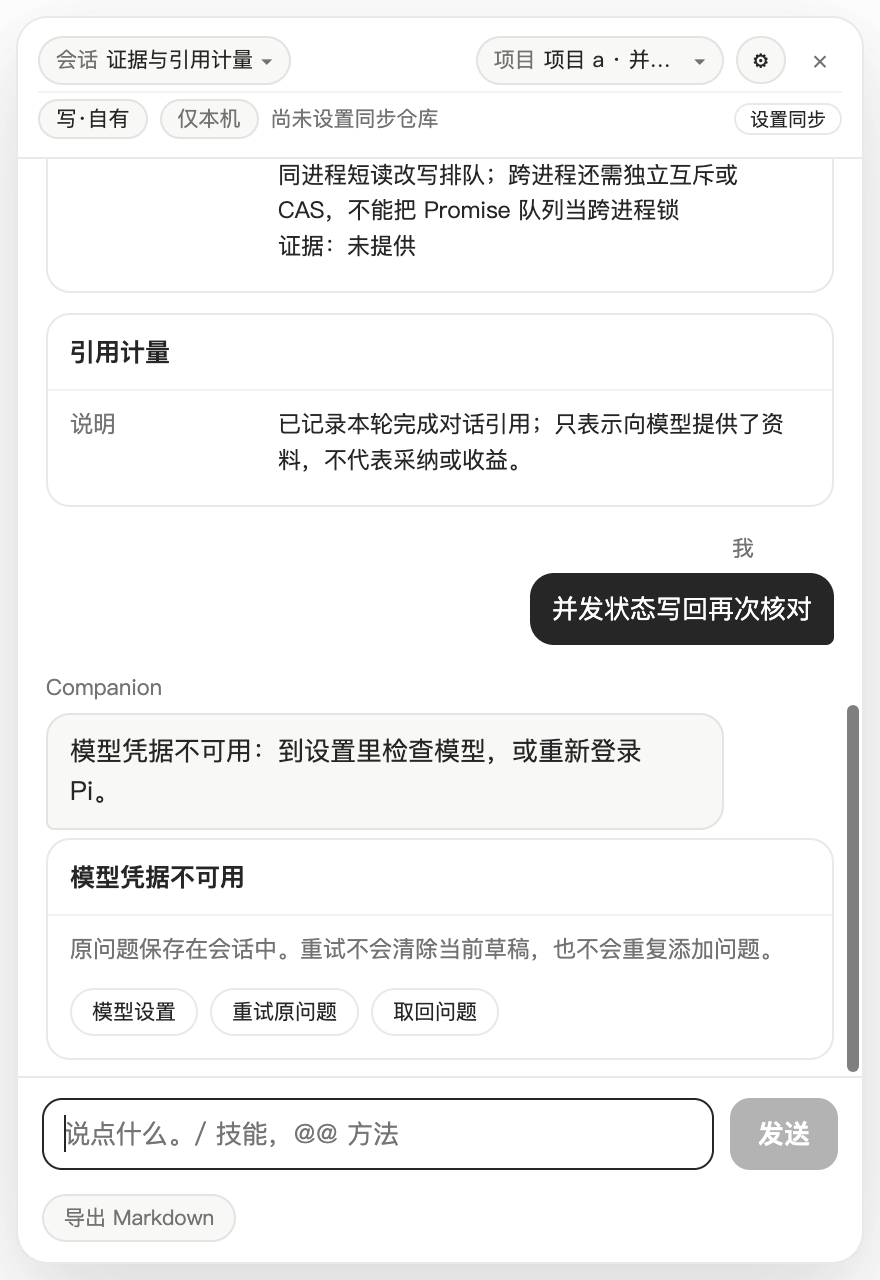 会话 证据与引用计量
项目 项目 a · 并…
写·自有
仅本机
尚未设置同步仓库
设置同步
同进程短读改写排队；跨进程还需独立互斥或
CAS，不能把 Promise 队列当跨进程锁
证据：未提供
引用计量
说明
已记录本轮完成对话引用；只表示向模型提供了资
料，不代表采纳或收益。
我
并发状态写回再次核对
Companion
模型凭据不可用：到设置里检查模型，或重新登录
Pi。
模型凭据不可用
原问题保存在会话中。重试不会清除当前草稿，也不会重复添加问题。
模型设置
重试原问题
取回问题
说点什么。/ 技能，@@ 方法
发送
导出 Markdown